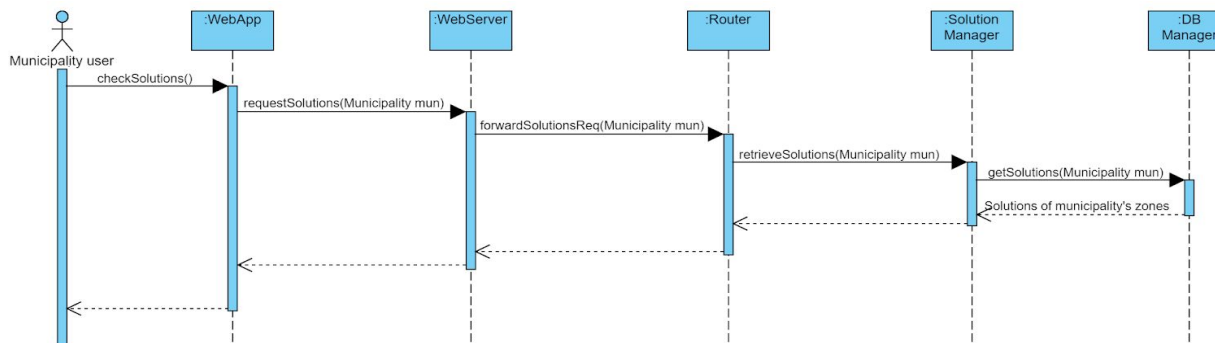 :WebApp
:WebServer
:Router
:Solution
Manager
:DB
Manager
Municipality user
checkSolutions()
requestSolutions(Municipality mun)
forwardSolutionsReq(Municipality mun)
retrieveSolutions(Municipality mun)
getSolutions(Municipality mun)
Solutions of municipality's zones